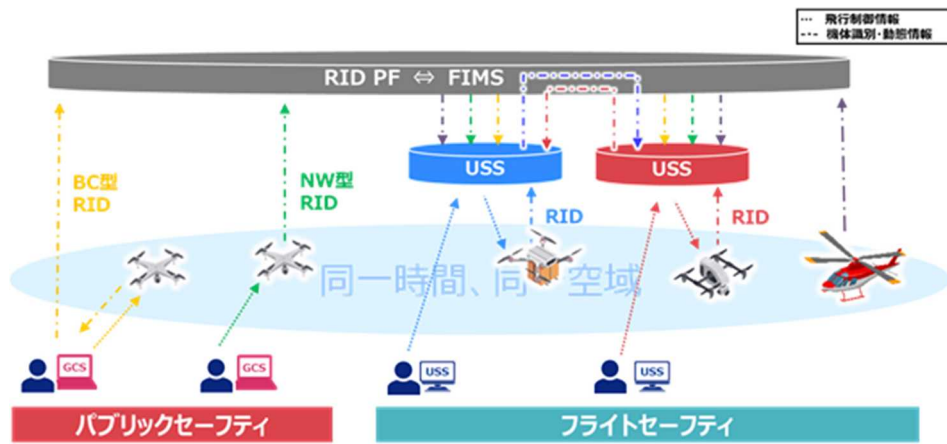 飛行制御情報
機体識別・動態情報
RID PF ⇔ FIMS
BC型
RID
NW型
RID
USS
USS
RID
RID
同一時間、同一空域
GCS
GCS
USS
USS
パブリックセーフティ
フライトセーフティ